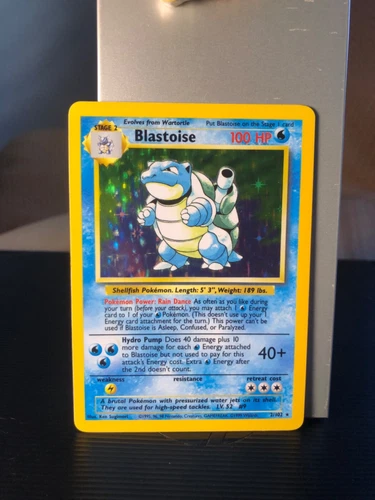 Evolves from Wartortle Put Blastoise on the Stage 1 card
STAGE 2
Blastoise 100 HP
Shellfish Pokémon. Length: 5' 3", Weight: 189 lbs.
Pokémon Power: Rain Dance As often as you like during
your turn (before your attack), you may attach 1
Energy
card to 1 of your Pokémon. (This doesn't use up your 1
Energy card attachment for the turn.) This power can't be
used if Blastoise is Asleep, Confused, or Paralyzed.
Hydro Pump Does 40 damage plus 10
more damage for each Energy attached
to Blastoise but not used to pay for this
attack's Energy cost. Extra Energy after
the 2nd doesn't count.
40+
weakness resistance retreat cost
A brutal Pokémon with pressurized water jets on its shell.
They are used for high-speed tackles. LV. 52 #9